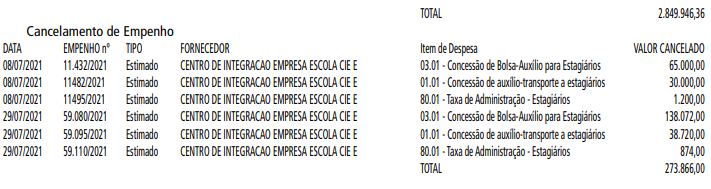 TOTAL 2.849.946,36
Cancelamento de Empenho
DATA EMPENHO nº TIPO FORNECEDOR Item de Despesa VALOR CANCELADO
08/07/2021 11.432/2021 Estimado CENTRO DE INTEGRACAO EMPRESA ESCOLA CIE E 03.01 - Concessão de Bolsa-Auxílio para Estagiários 65.000,00
08/07/2021 11482/2021 Estimado CENTRO DE INTEGRACAO EMPRESA ESCOLA CIE E 01.01 - Concessão de auxílio-transporte a estagiários 30.000,00
08/07/2021 11495/2021 Estimado CENTRO DE INTEGRACAO EMPRESA ESCOLA CIE E 80.01 - Taxa de Administração - Estagiários 1.200,00
29/07/2021 59.080/2021 Estimado CENTRO DE INTEGRACAO EMPRESA ESCOLA CIE E 03.01 - Concessão de Bolsa-Auxílio para Estagiários 138.072,00
29/07/2021 59.095/2021 Estimado CENTRO DE INTEGRACAO EMPRESA ESCOLA CIE E 01.01 - Concessão de auxílio-transporte a estagiários 38.720,00
29/07/2021 59.110/2021 Estimado CENTRO DE INTEGRACAO EMPRESA ESCOLA CIE E 80.01 - Taxa de Administração - Estagiários 874,00
TOTAL 273.866,00